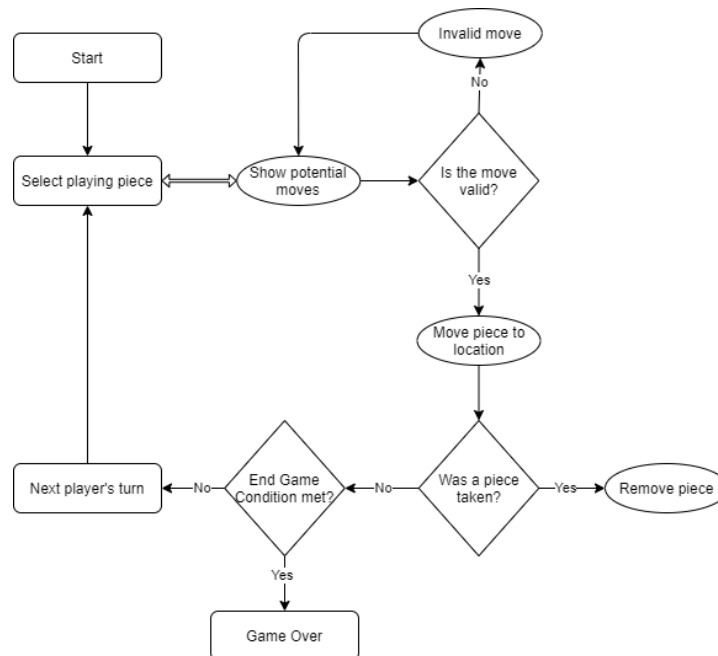 Invalid move
Start
No
Select playing piece
Show potential
moves
Is the move
valid?
Yes
Move piece to
location
Next player's turn
No
End Game
Condition met?
No
Was a piece
taken?
Yes
Remove piece
Yes
Game Over